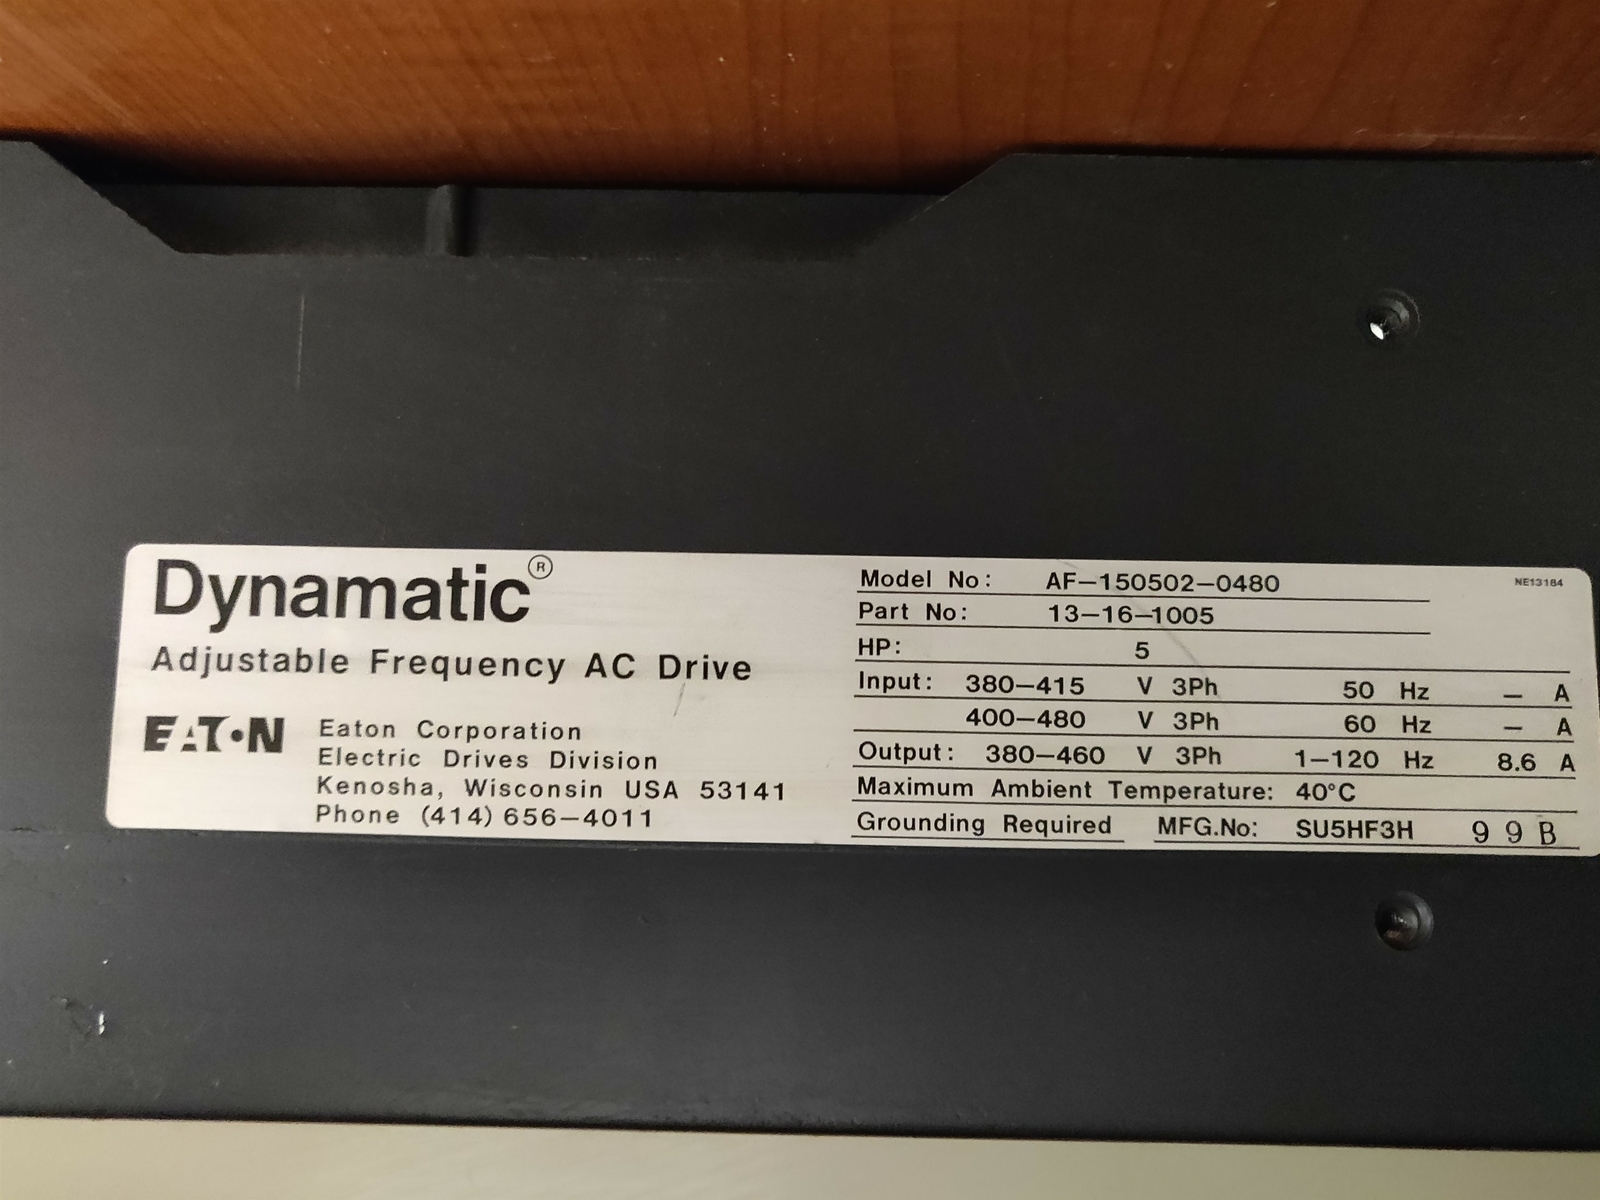 Dynamatic®
Adjustable Frequency AC Drive
EATON
Eaton Corporation
Electric Drives Division
Kenosha, Wisconsin USA 53141
Phone (414) 656-4011
NE13184
Model No: AF-150502-0480
Part No: 13-16-1005
HP: 5
Input: 380-415 V 3Ph 50 Hz - A
400-480 V 3Ph 60 Hz - A
Output: 380-460 V 3Ph 1-120 Hz 8.6 A
Maximum Ambient Temperature: 40°C
Grounding Required MFG.No: SU5HF3H 99B